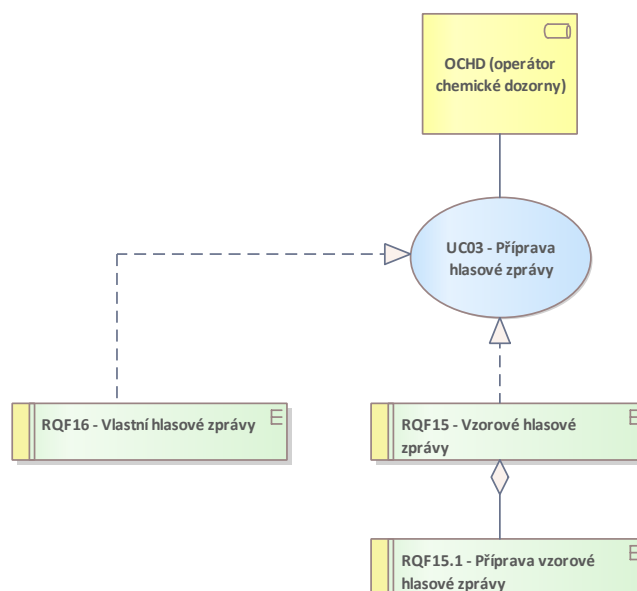 OCHD (operátor
chemické dozorny)
UC03 - Příprava
hlasové zprávy
RQF16 - Vlastní hlasové zprávy
RQF15 - Vzorové hlasové
zprávy
RQF15.1 - Příprava vzorové
hlasové zprávy